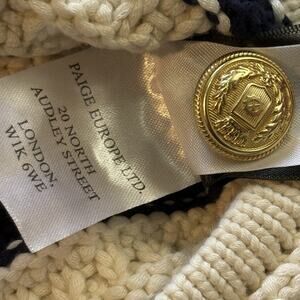 PAIGE EUROPE LTD.
20 NORTH
AUDLEY STREET
LONDON,
W1K 6WE